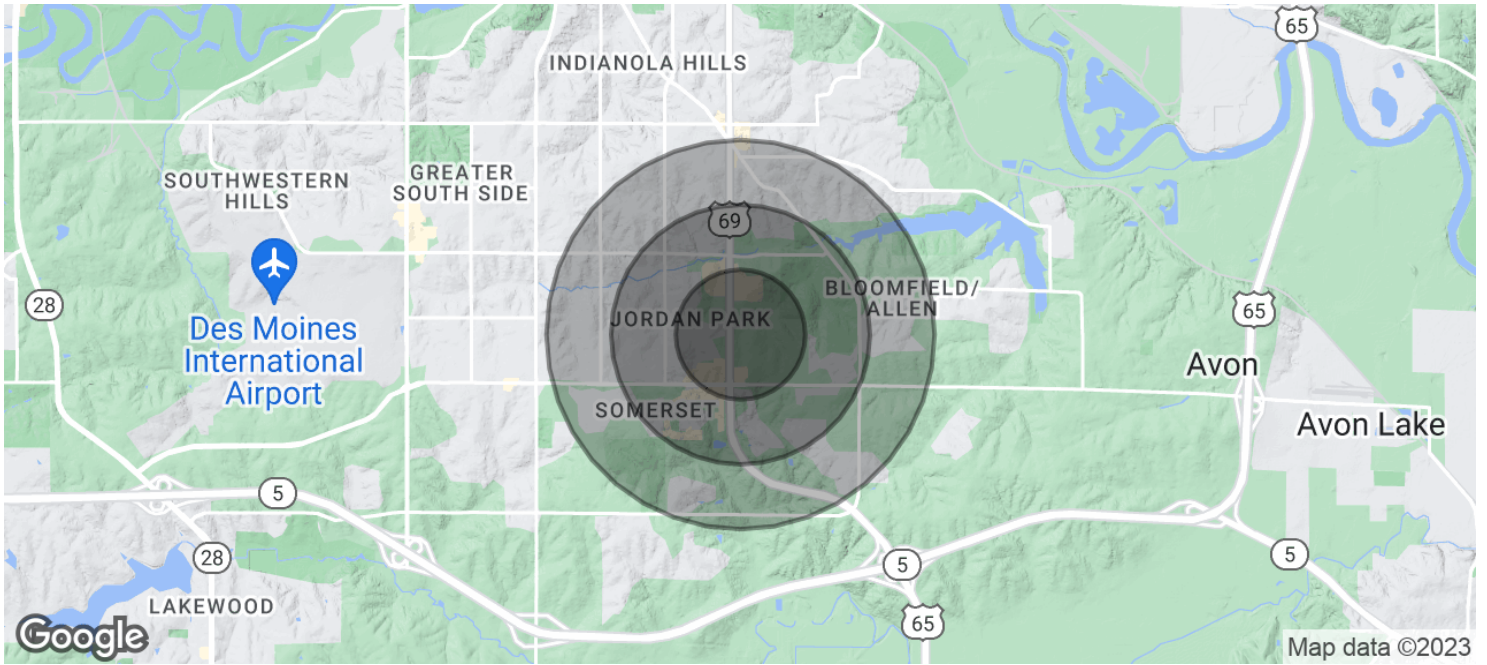 65
INDIANOLA HILLS
GREATER
SOUTH SIDE
SOUTHWESTERN
HILLS
69
28
Des Moines
International
Airport
JORDAN PARK
BLOOMFIELD/
ALLEN
65
Avon
SOMERSET
Avon Lake
5
28
5
5
LAKEWOOD
65
Google
Map data ©2023